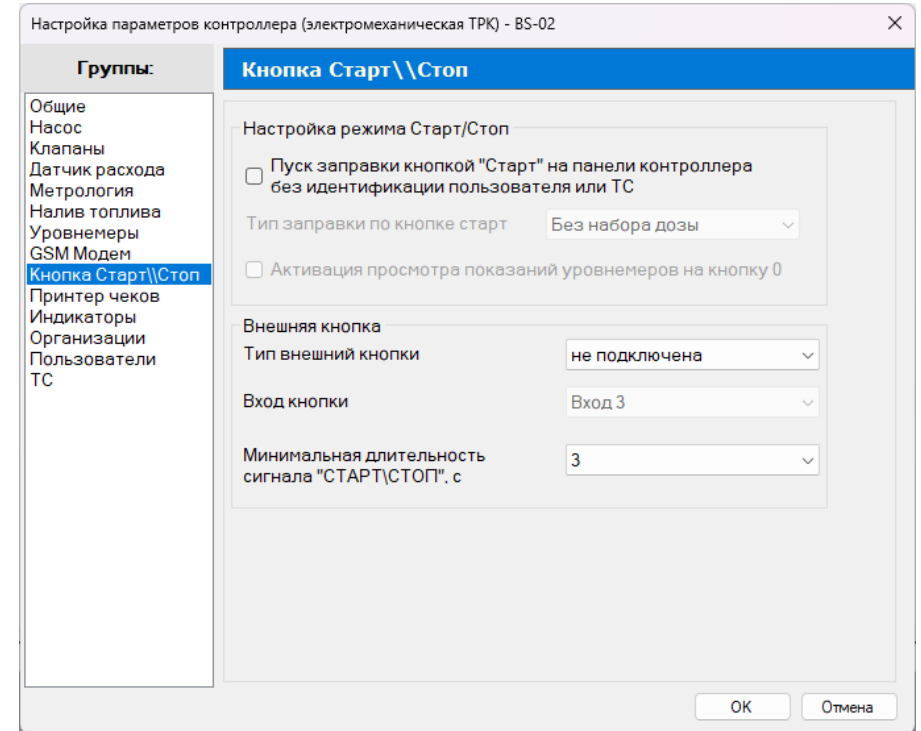 Настройка параметров контроллера (электромеханическая ТРК) - BS-02
Группы:
Кнопка Старт\\Стоп
Общие
Насос
Клапаны
Датчик расхода
Метрология
Налив топлива
Уровнемеры
GSM Модем
Кнопка Старт\\Стоп
Принтер чеков
Индикаторы
Организации
Пользователи
ТС
Настройка режима Старт/Стоп
Пуск заправки кнопкой "Старт" на панели контроллера
без идентификации пользователя или ТС
Тип заправки по кнопке старт
Без набора дозы
Активация просмотра показаний уровнемеров на кнопку 0
Внешняя кнопка
Тип внешний кнопки
не подключена
Вход кнопки
Вход 3
Минимальная длительность
сигнала "СТАРТ\СТОП", с
3
OK
Отмена